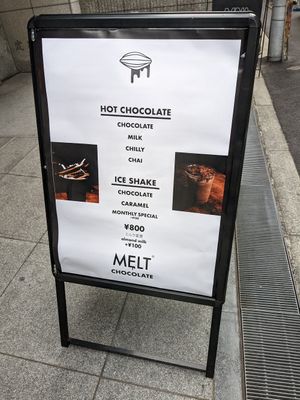 HOT CHOCOLATE
CHOCOLATE
MILK
CHILLY
CHAI
ICE SHAKE
CHOCOLATE
CARAMEL
MONTHLY SPECIAL
¥800
almond milk
+¥100
MELT
CHOCOLATE